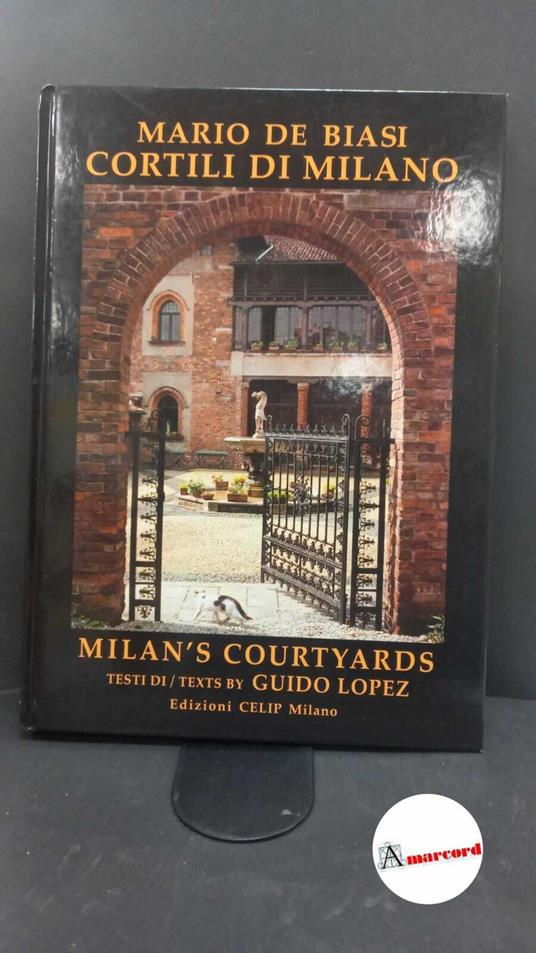 MARIO DE BIASI
CORTILI DI MILANO
MILAN'S COURTYARDS
TESTI DI / TEXTS BY GUIDO LOPEZ
Edizioni CELIP Milano
Amarcord